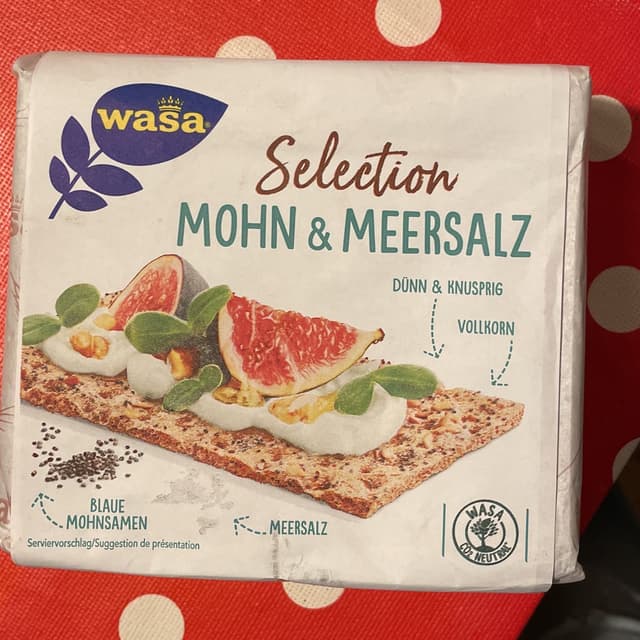 wasa
Selection
MOHN & MEERSALZ
DÜNN & KNUSPRIG
VOLLKORN
BLAUE
MOHNSAMEN
MEERSALZ
Serviervorschlag/Suggestion de présentation
WASA
CO₂ NEUTRAL